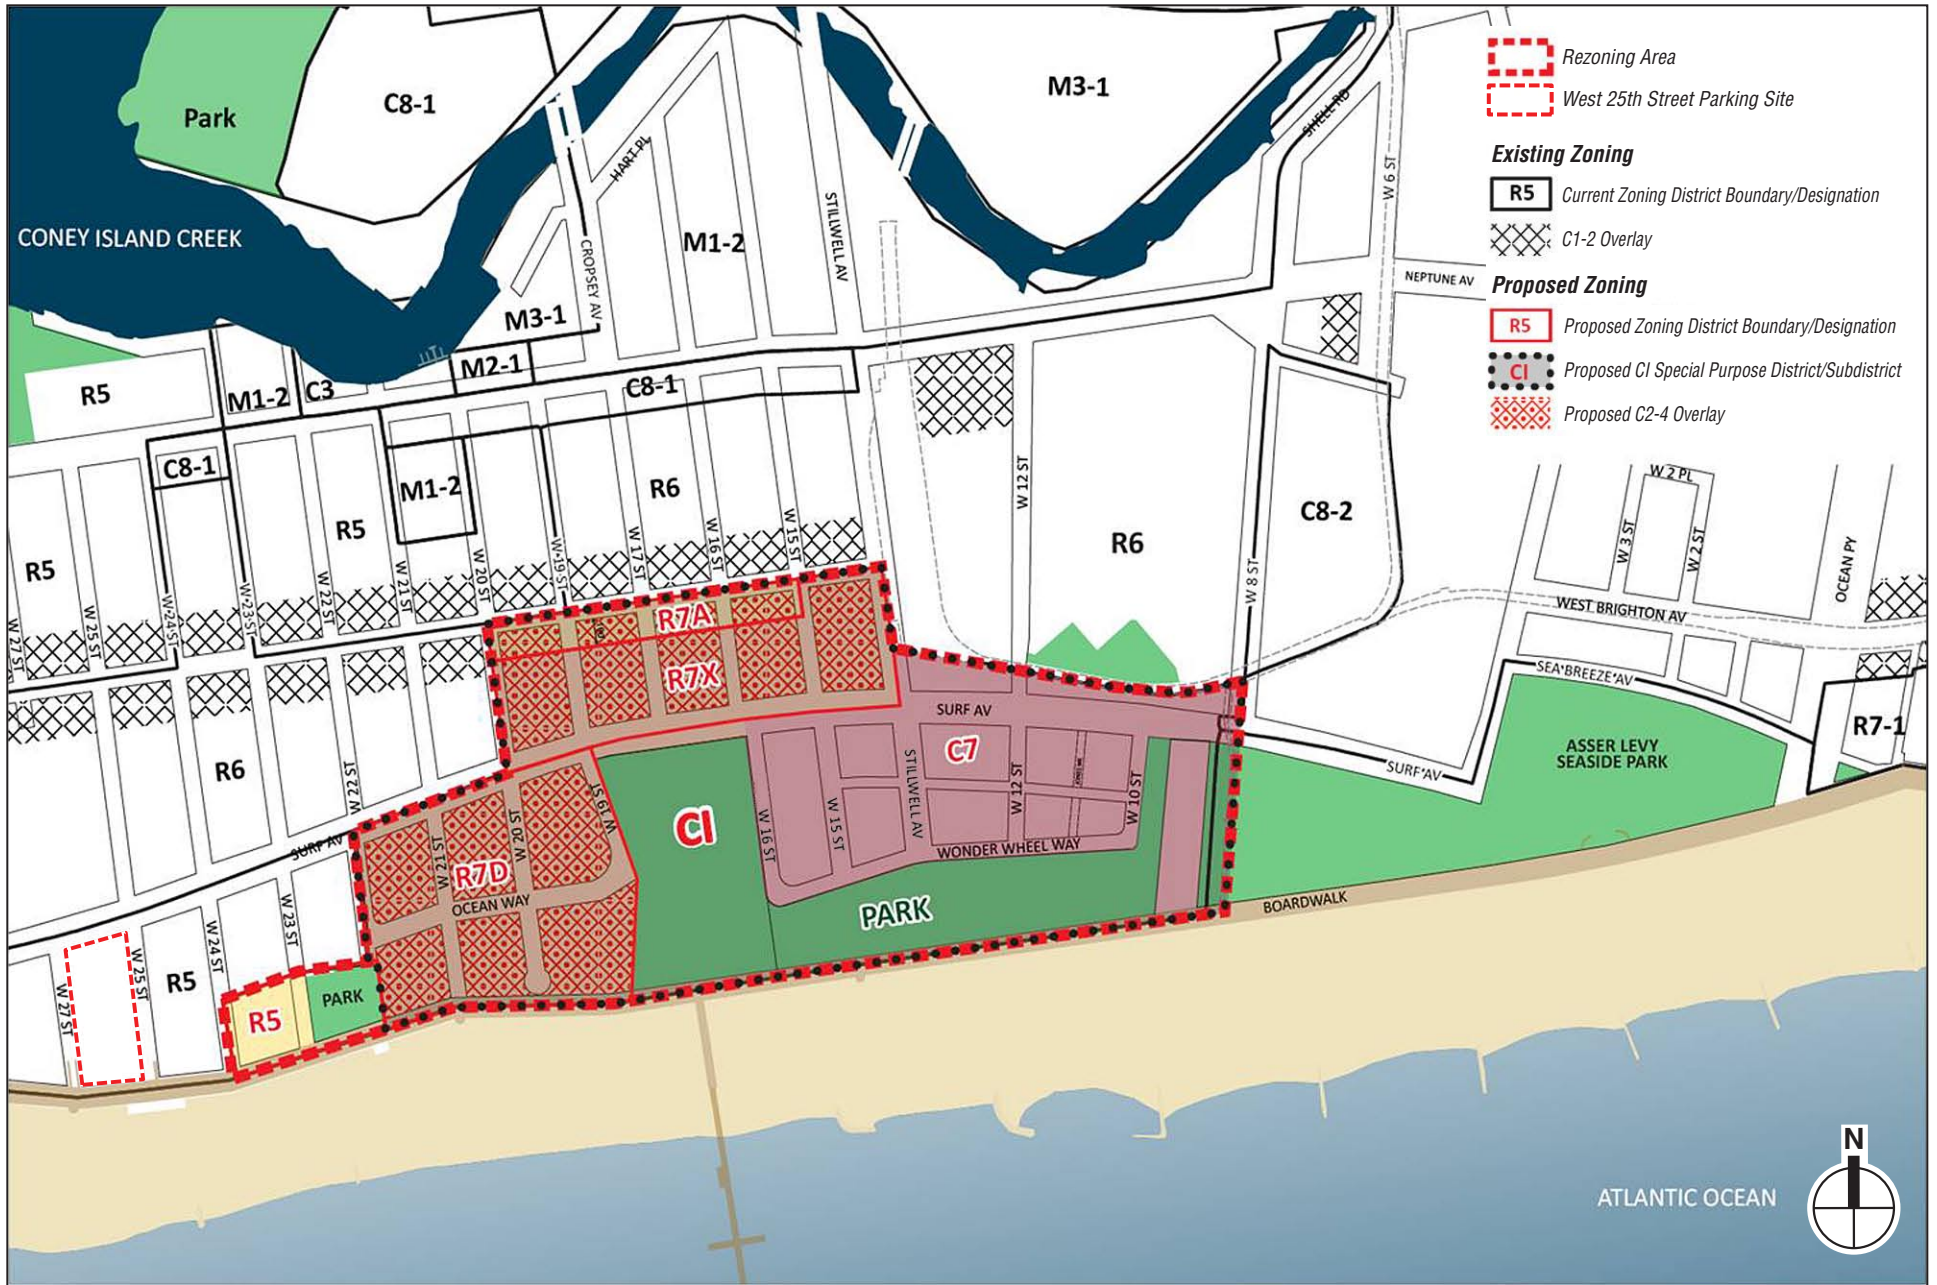 Park
C8-1
M3-1
Rezoning Area
West 25th Street Parking Site
Existing Zoning
R5
Current Zoning District Boundary/Designation
C1-2 Overlay
Proposed Zoning
R5
Proposed Zoning District Boundary/Designation
CI
Proposed CI Special Purpose District/Subdistrict
Proposed C2-4 Overlay
SHELL RD
HART PL
W 6 ST
STILLWELL AV
CROPSEY AV
CONEY ISLAND CREEK
M1-2
NEPTUNE AV
M3-1
M2-1
C8-1
R5
M1-2
C3
C8-1
M1-2
R5
R6
W 12 ST
C8-2
R6
W 2 PL
W 3 ST
W 2 ST
OCEAN PY
R5
W 27 ST
W 25 ST
W 24 ST
W 23 ST
W 22 ST
W 21 ST
W 20 ST
W 19 ST
W 17 ST
W 16 ST
W 15 ST
W 8 ST
WEST BRIGHTON AV
SEA BREEZE AV
R7A
R7X
R7-1
SURF AV
C7
ASSER LEVY
SEASIDE PARK
SURF AV
R6
W 22 ST
SURF AV
W 21 ST
W 20 ST
W 19 ST
R7D
OCEAN WAY
CI
W 16 ST
W 15 ST
STILLWELL AV
W 12 ST
W 10 ST
WONDER WHEEL WAY
PARK
BOARDWALK
W 27 ST
W 25 ST
R5
W 24 ST
W 23 ST
R5
PARK
N
ATLANTIC OCEAN